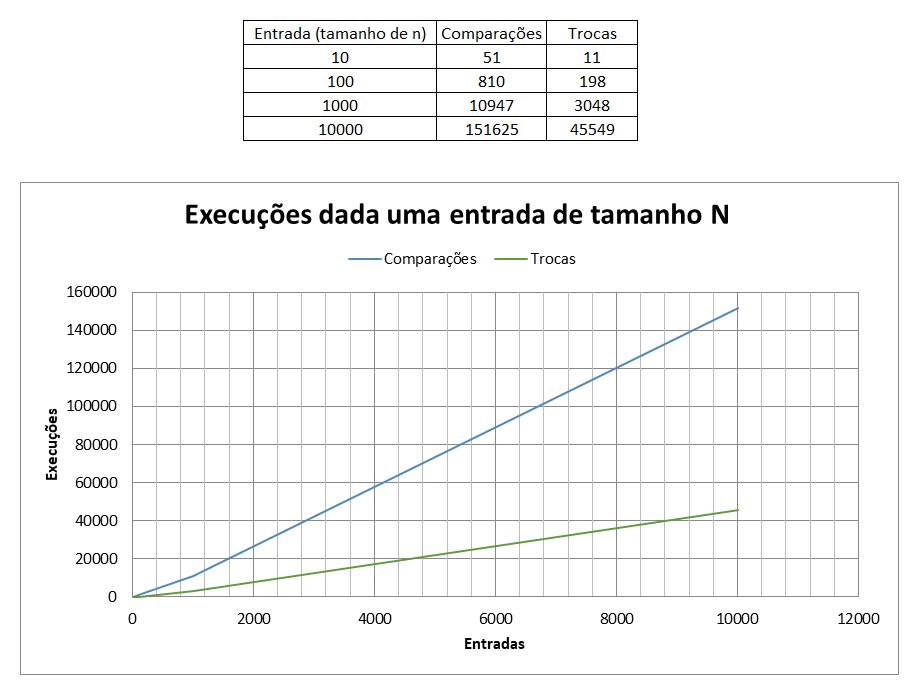 Entrada (tamanho de n) Comparações Trocas
10 51 11
100 810 198
1000 10947 3048
10000 151625 45549
Execuções dada uma entrada de tamanho N
Comparações Trocas
160000
140000
120000
100000
80000
60000
40000
20000
0
Execuções
0 2000 4000 6000 8000 10000 12000
Entradas